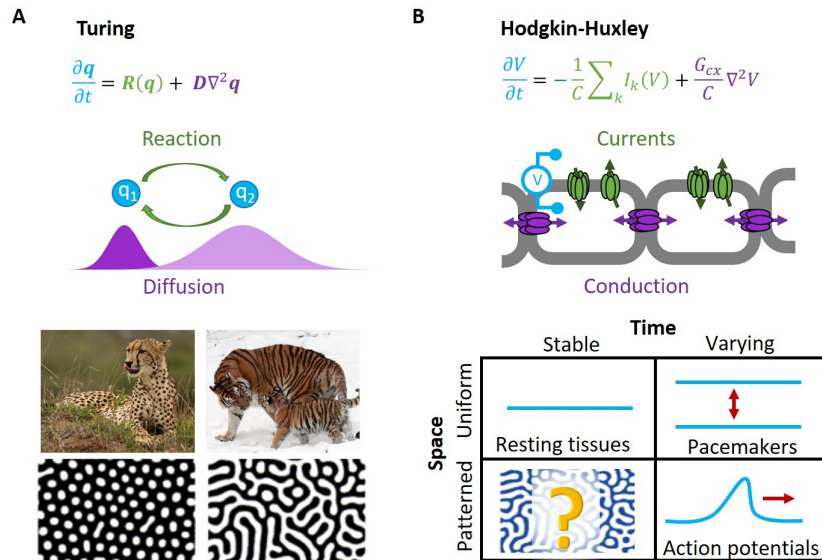 A
Turing
∂q/∂t = R(q) + D∇²q
Reaction
q₁
q₂
Diffusion
B
Hodgkin-Huxley
∂V/∂t = −1/C ∑ₖ Iₖ(V) + G_cx/C ∇²V
Currents
V
Conduction
Time
Stable
Varying
Space
Uniform
Resting tissues
Pacemakers
Patterned
?
Action potentials